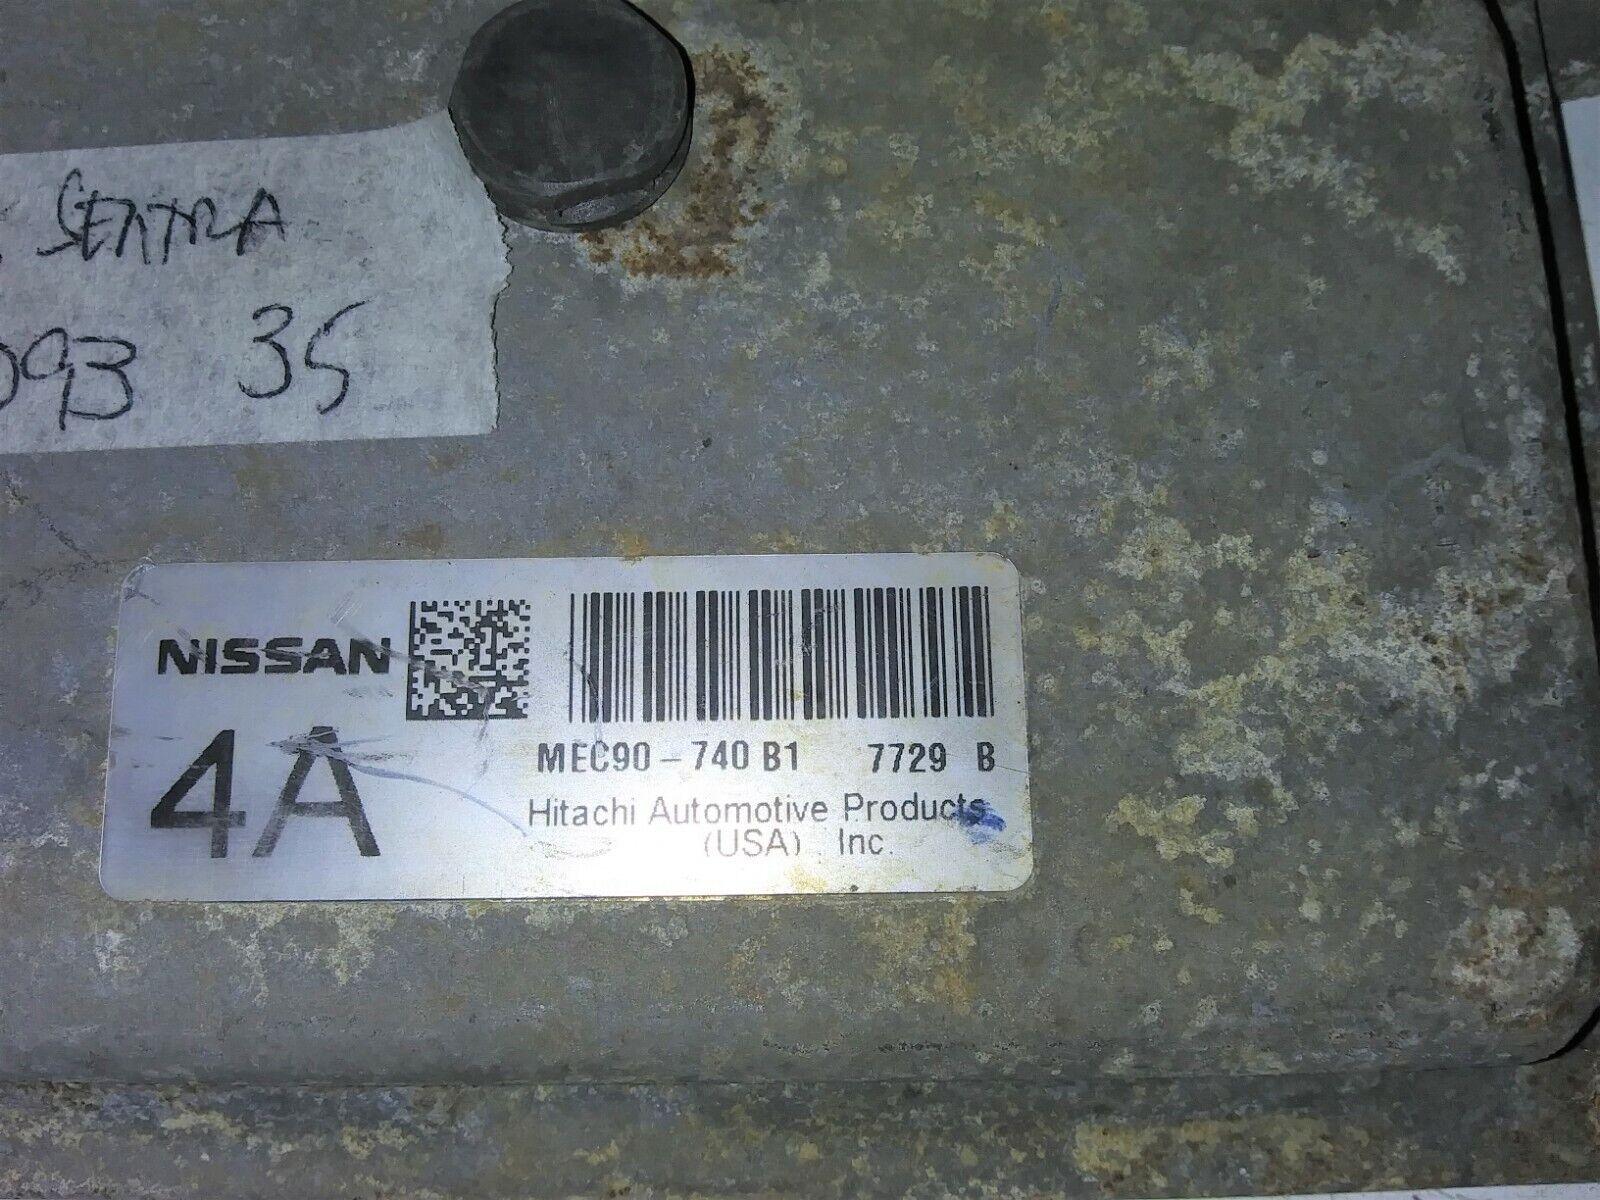 SENTRA
093 35
NISSAN
4A
MEC90-740 B1 7729 B
Hitachi Automotive Products
(USA) Inc.